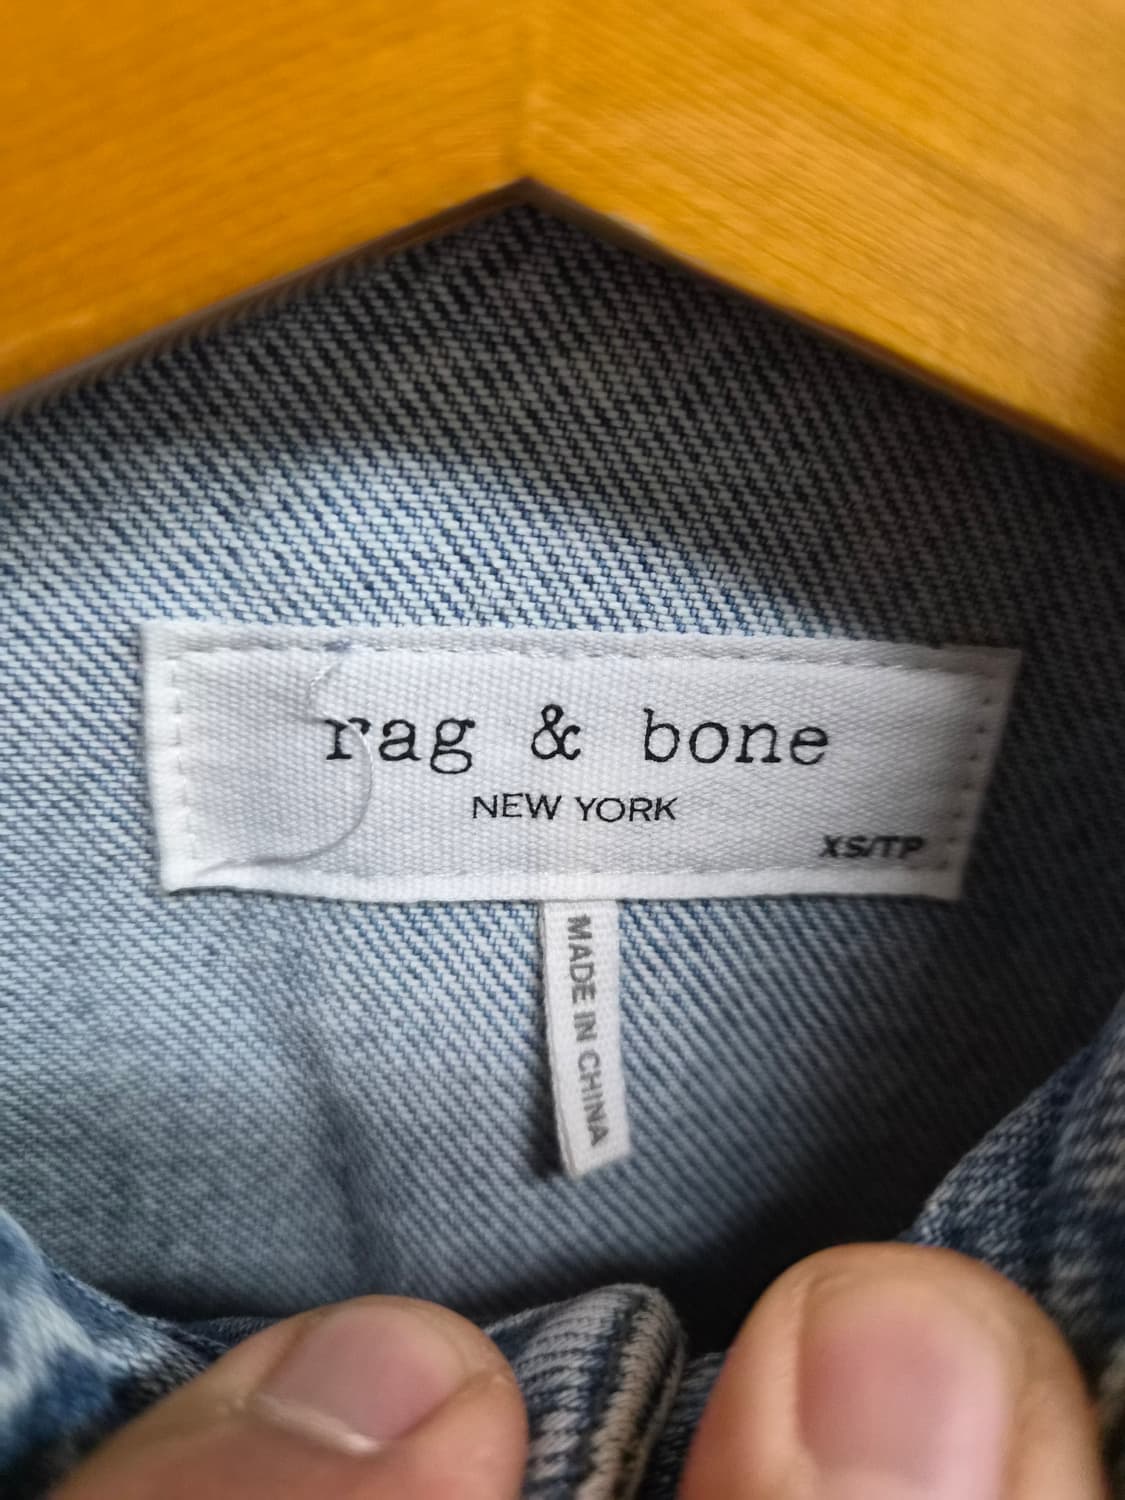 rag & bone
NEW YORK
XS/TP
MADE IN CHINA